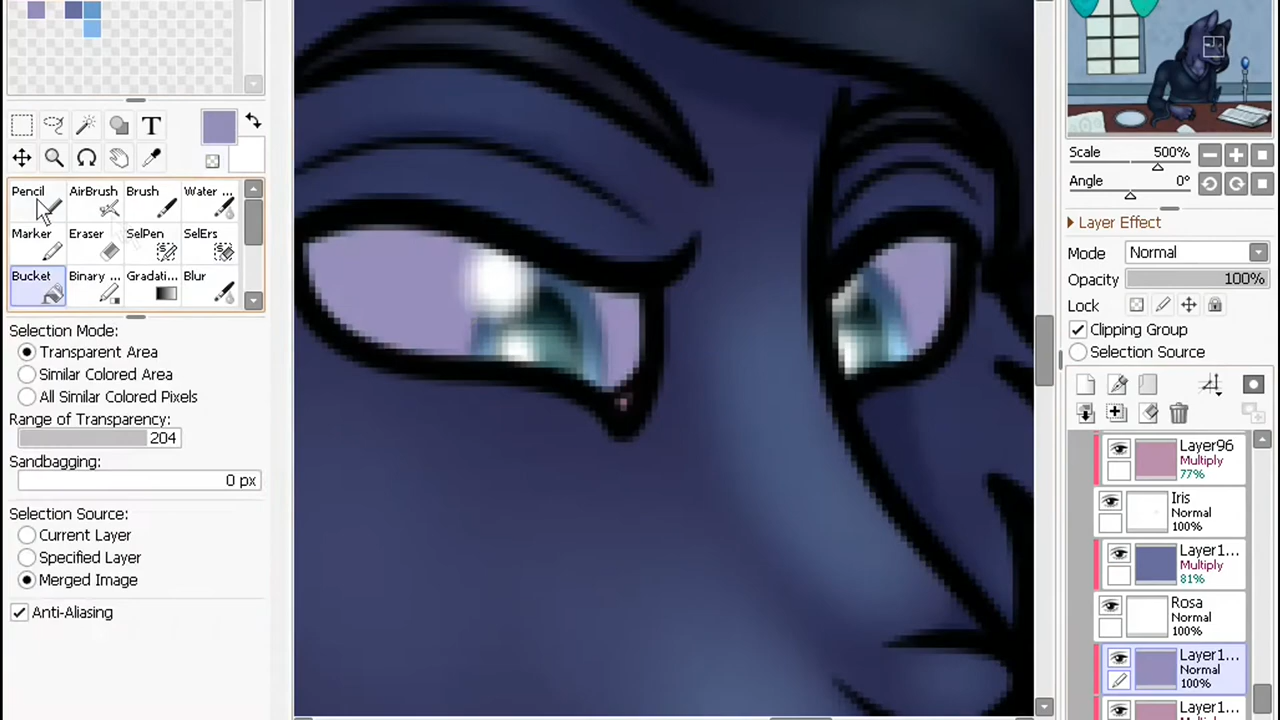 T
Pencil AirBrush Brush Water ...
Marker Eraser SelPen SelErs
Bucket Binary ... Gradati... Blur
Selection Mode:
Transparent Area
Similar Colored Area
All Similar Colored Pixels
Range of Transparency:
204
Sandbagging:
0 px
Selection Source:
Current Layer
Specified Layer
Merged Image
Anti-Aliasing
Scale 500%
Angle 0°
Layer Effect
Mode Normal
Opacity 100%
Lock
Clipping Group
Selection Source
Layer96
Multiply
77%
Iris
Normal
100%
Layer1...
Multiply
81%
Rosa
Normal
100%
Layer1...
Normal
100%
Layer1...